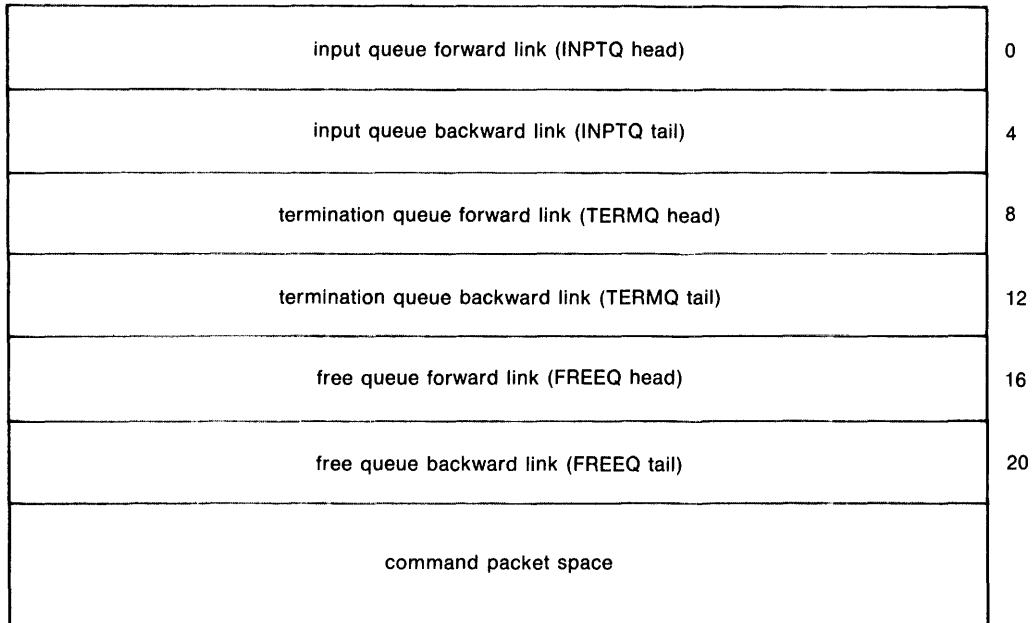 input queue forward link (INPTQ head) 0
input queue backward link (INPTQ tail) 4
termination queue forward link (TERMQ head) 8
termination queue backward link (TERMQ tail) 12
free queue forward link (FREEQ head) 16
free queue backward link (FREEQ tail) 20
command packet space